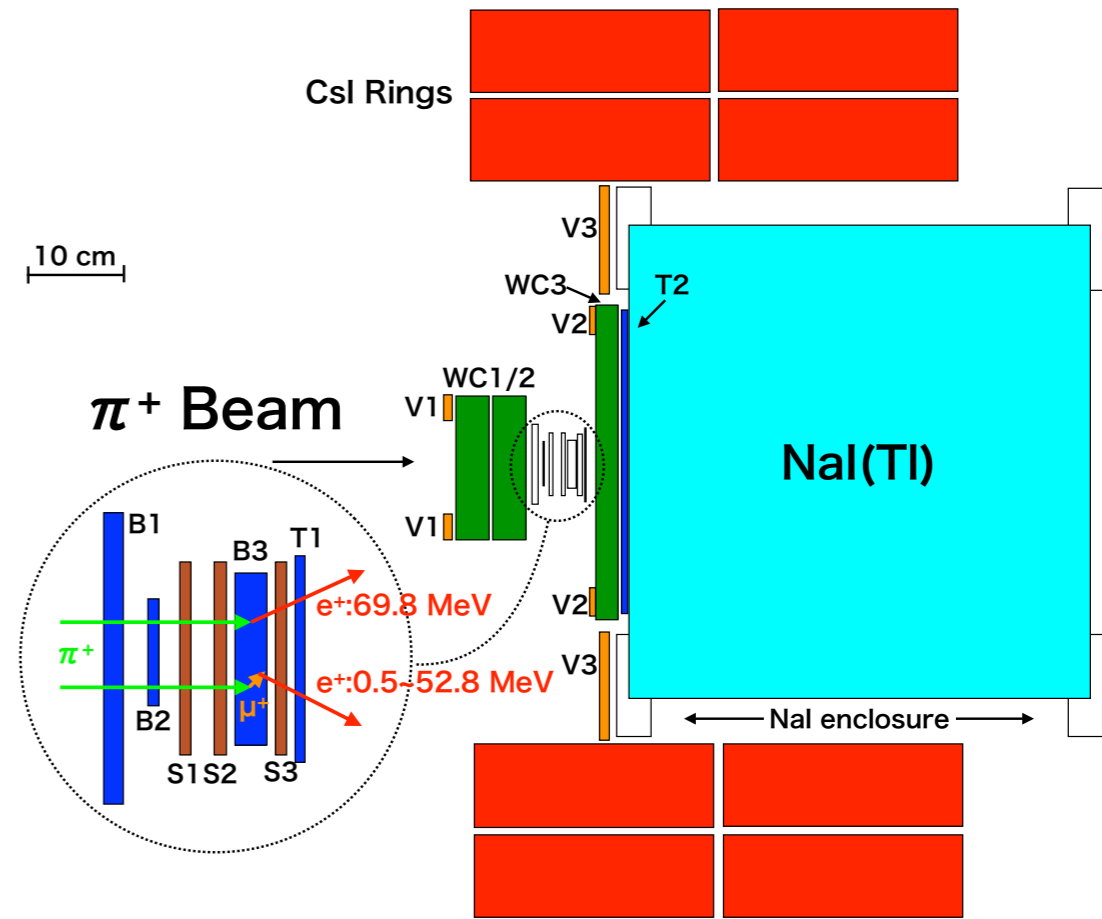 CsI Rings
10 cm
V3
WC3
T2
V2
WC1/2
V1
π⁺ Beam
NaI(Tl)
V1
B1
B3
T1
e⁺:69.8 MeV
V2
π⁺
V3
e⁺:0.5~52.8 MeV
μ⁺
B2
NaI enclosure
S1
S2
S3